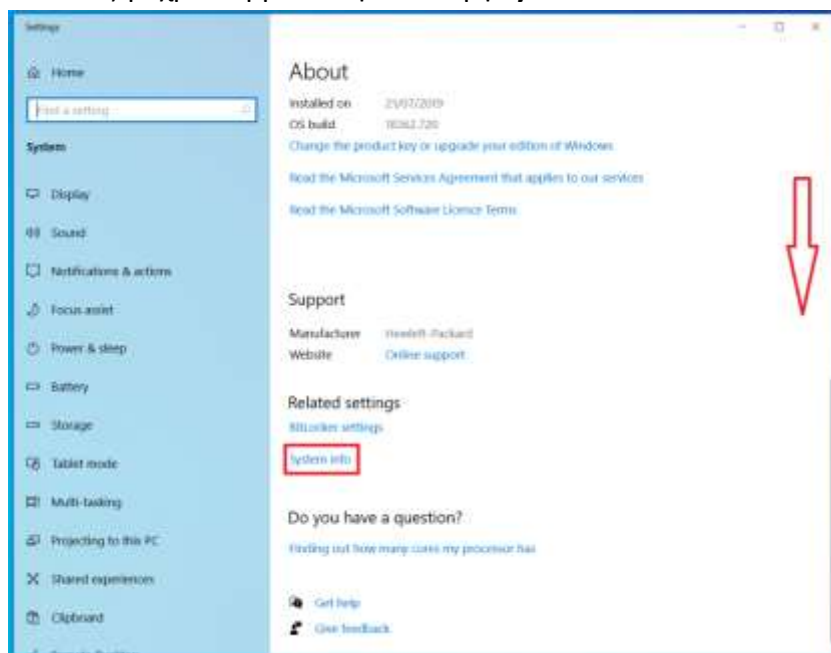 Settings
Home
Find a setting
System
Display
Sound
Notifications & actions
Focus assist
Power & sleep
Battery
Storage
Tablet mode
Multi-tasking
Projecting to this PC
Shared experiences
Clipboard
About
Installed on 21/07/2019
OS build 18362.720
Change the product key or upgrade your edition of Windows
Read the Microsoft Services Agreement that applies to our services
Read the Microsoft Software Licence Terms
Support
Manufacturer Hewlett-Packard
Website Online support
Related settings
BitLocker settings
System info
Do you have a question?
Finding out how many cores my processor has
Get help
Give feedback